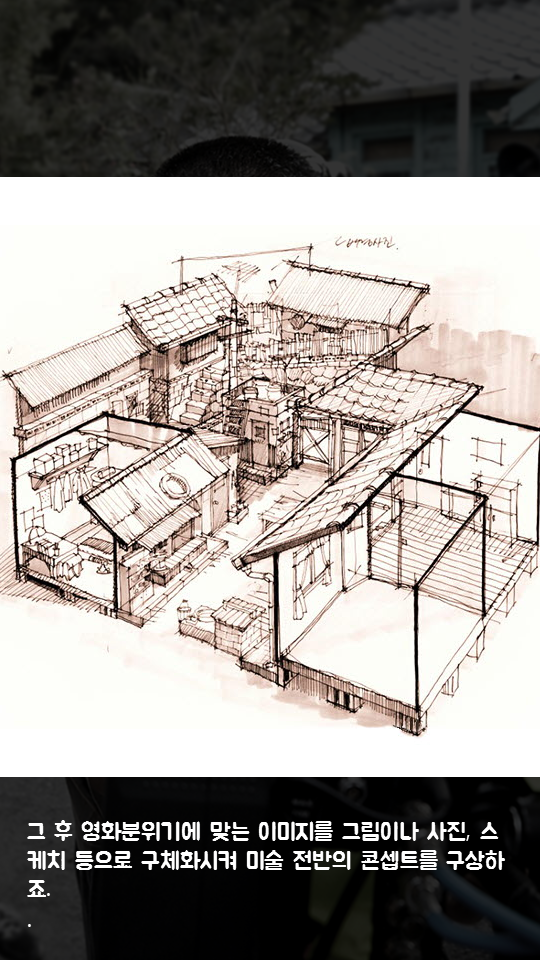 그 후 영화분위기에 맞는 이미지를 그림이나 사진, 스
케치 등으로 구체화시켜 미술 전반의 콘셉트를 구상하
죠.
.